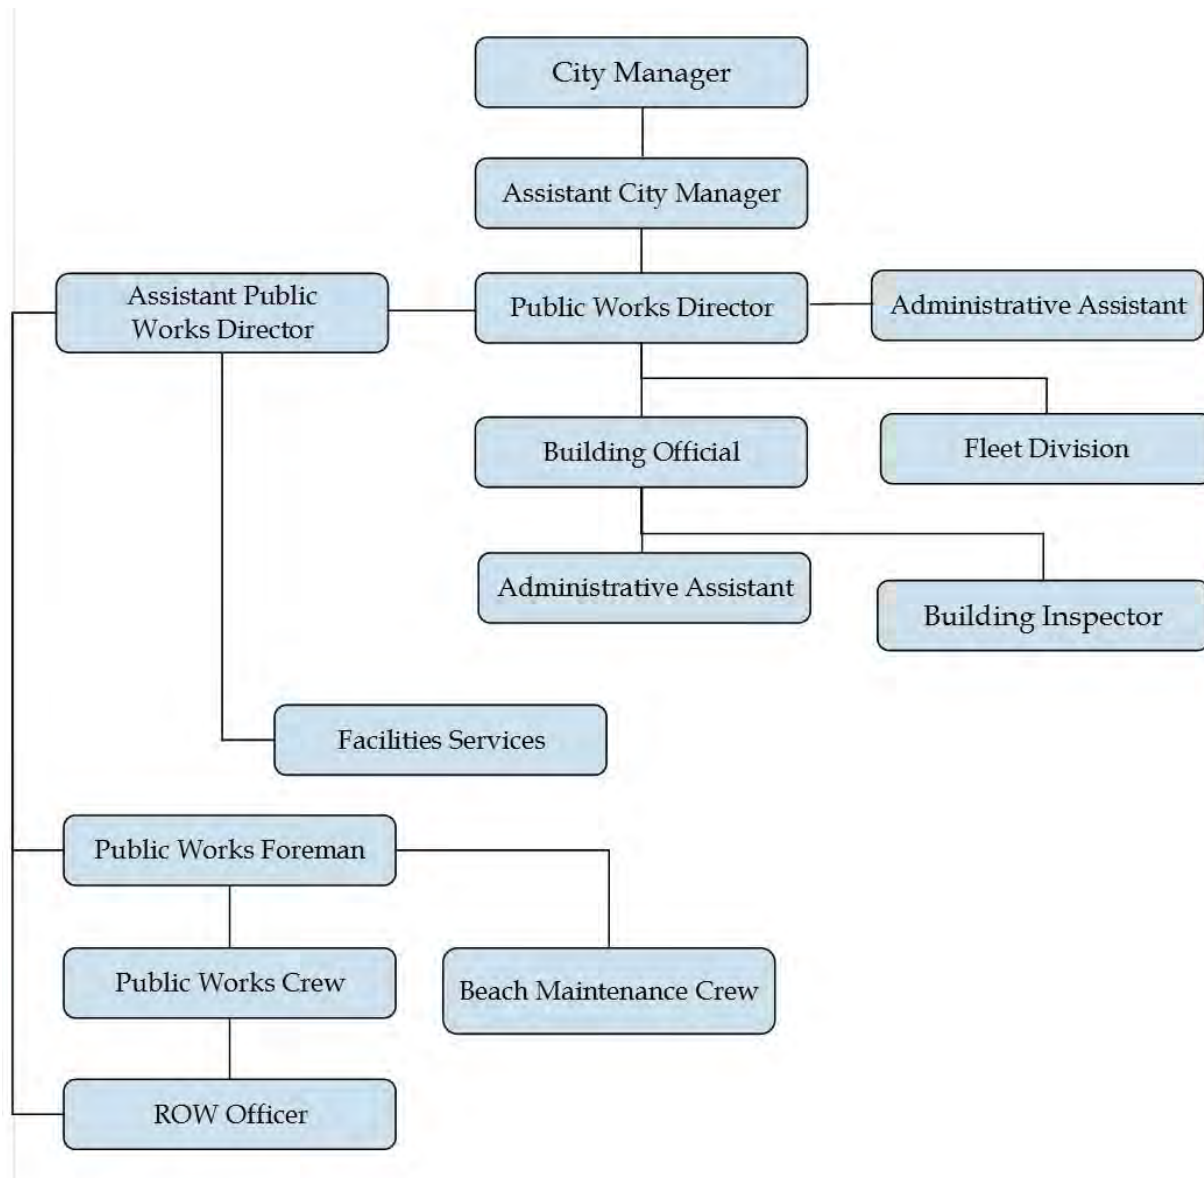 City Manager
Assistant City Manager
Assistant Public
Works Director
Public Works Director
Administrative Assistant
Building Official
Fleet Division
Administrative Assistant
Building Inspector
Facilities Services
Public Works Foreman
Public Works Crew
Beach Maintenance Crew
ROW Officer